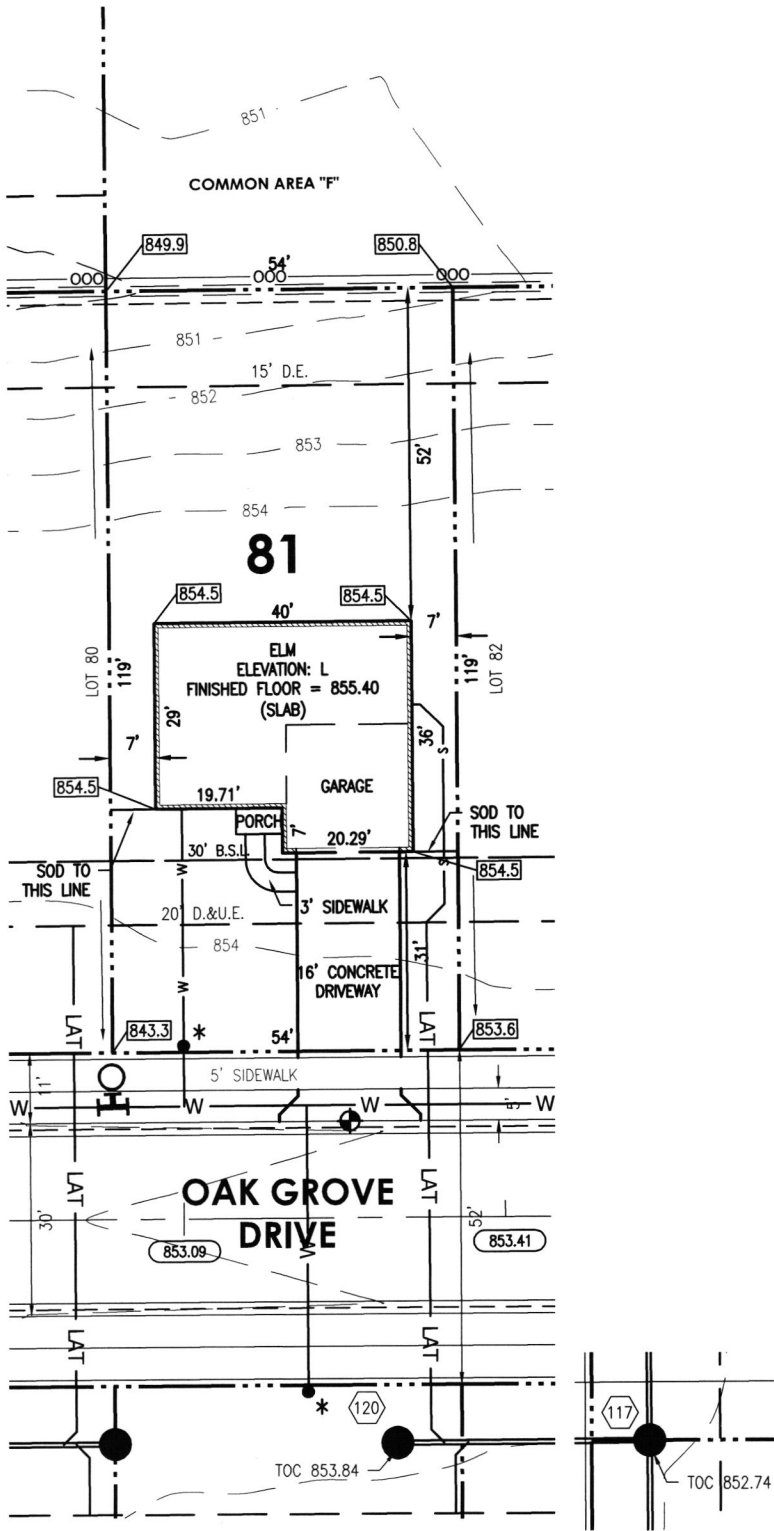 851
COMMON AREA "F"
849.9
54'
850.8
OOO
OOO
OOO
851
15' D.E.
852
853
52'
854
81
854.5
40'
854.5
7'
ELM
ELEVATION: L
FINISHED FLOOR = 855.40
(SLAB)
LOT 80
119'
119'
LOT 82
29'
7'
36'
S
GARAGE
854.5
19.71'
PORCH
7'
20.29'
SOD TO
THIS LINE
30' B.S.L.
SOD TO
THIS LINE
W
S
854.5
3' SIDEWALK
20' D.&U.E.
854
31'
16' CONCRETE
DRIVEWAY
W
LAT
LAT
843.3
*
54'
853.6
11'
5' SIDEWALK
5'
W
W
W
W
W
LAT
LAT
OAK GROVE
DRIVE
30'
52'
W
853.09
853.41
LAT
LAT
*
120
117
TOC 853.84
TOC 852.74